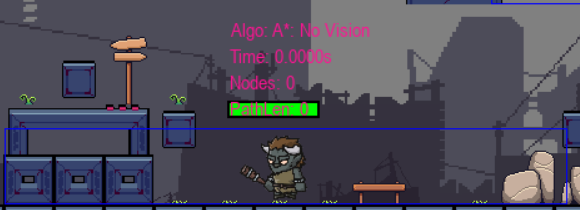 Algo: A*: No Vision
Time: 0.0000s
Nodes: 0
PathLen: 0